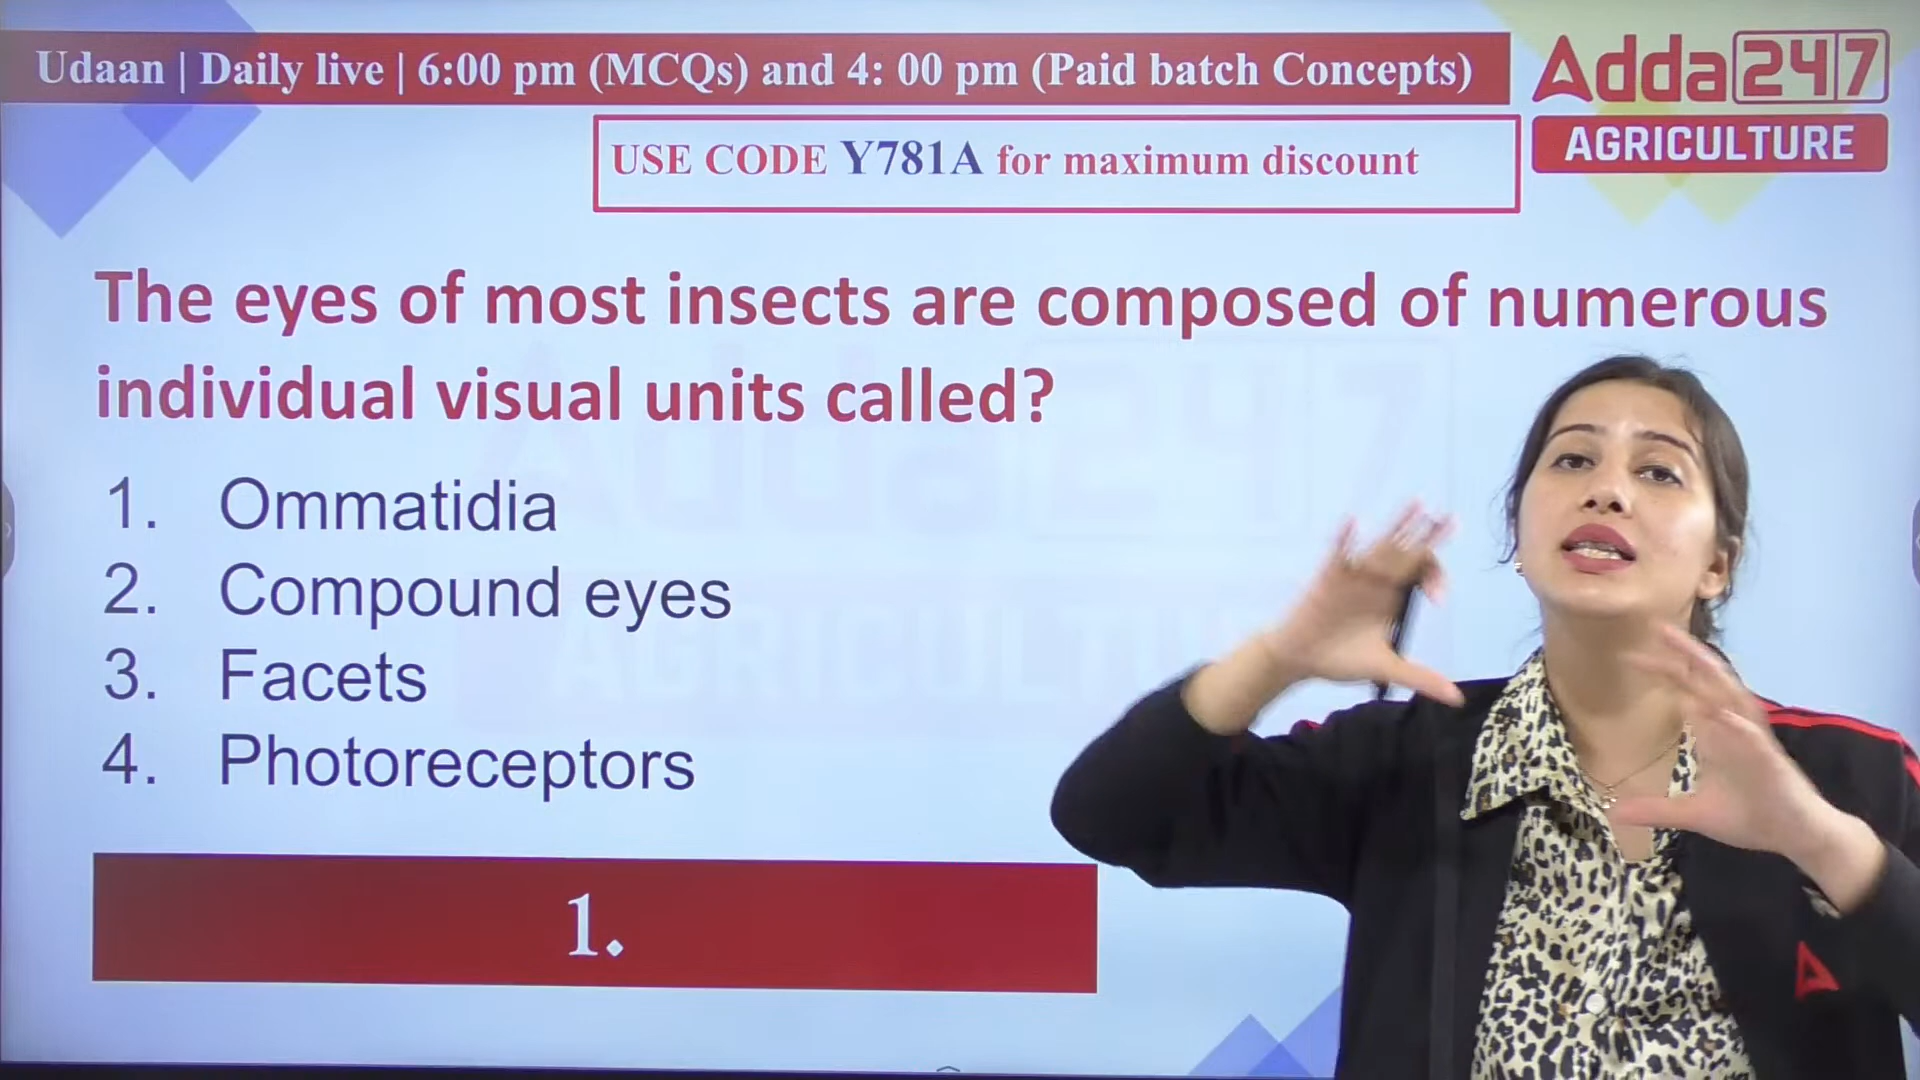 Udaan | Daily live | 6:00 pm (MCQs) and 4: 00 pm (Paid batch Concepts)
Adda247
AGRICULTURE
USE CODE Y781A for maximum discount
The eyes of most insects are composed of numerous
individual visual units called?
1. Ommatidia
2. Compound eyes
3. Facets
4. Photoreceptors
1.
Adda247
AGRICULTU